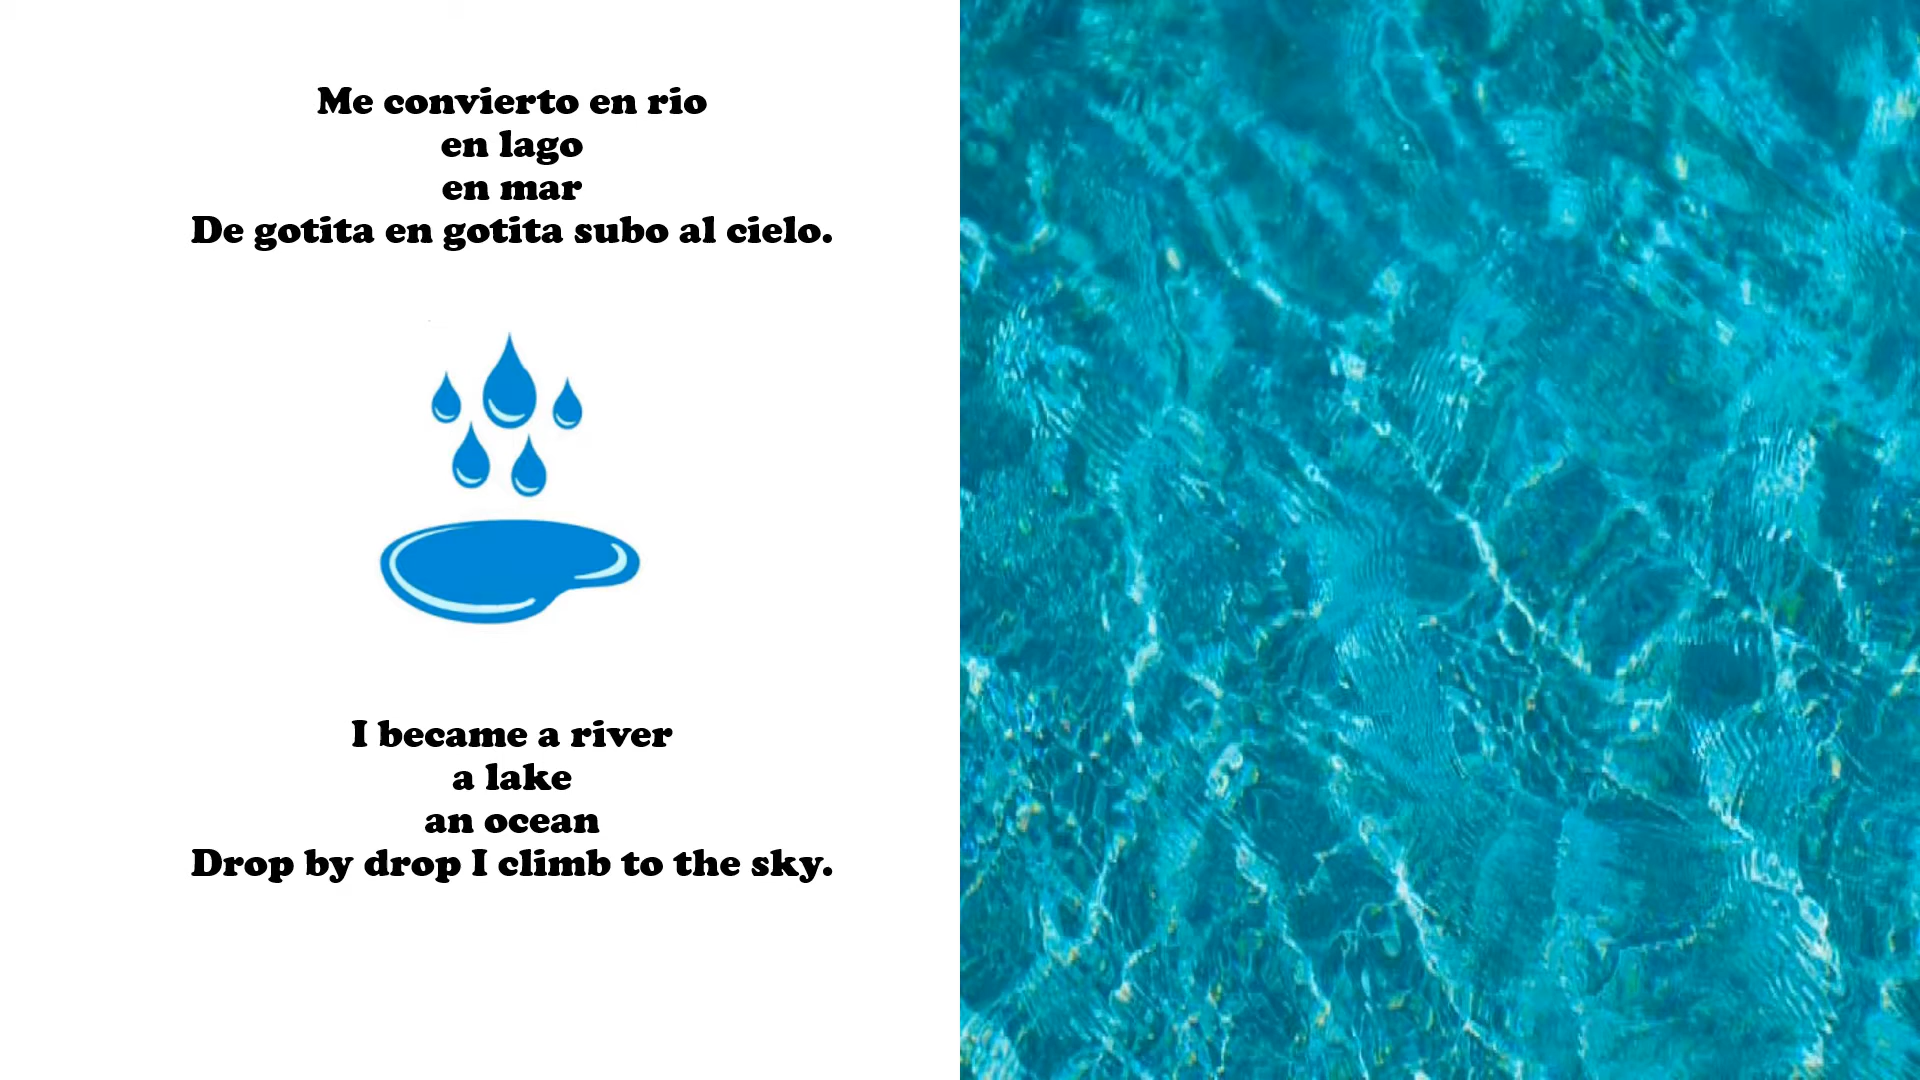 Me convierto en rio
en lago
en mar
De gotita en gotita subo al cielo.
I became a river
a lake
an ocean
Drop by drop I climb to the sky.